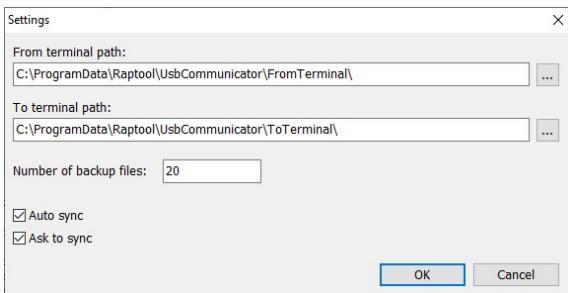 Settings
From terminal path:
C:\ProgramData\Raptool\UsbCommunicator\FromTerminal\
...
To terminal path:
C:\ProgramData\Raptool\UsbCommunicator\ToTerminal\
...
Number of backup files: 20
Auto sync
Ask to sync
OK Cancel